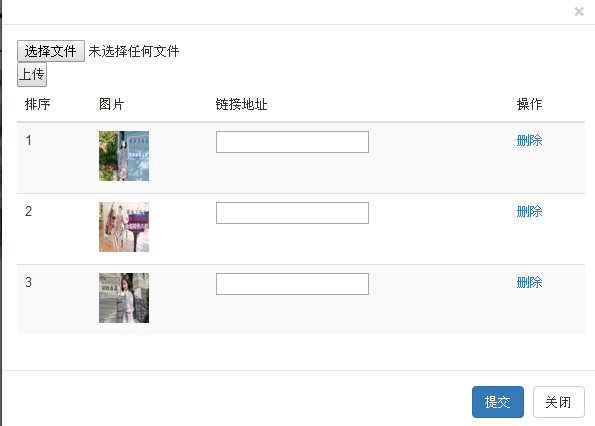 ×
选择文件 未选择任何文件
上传
排序 图片 链接地址 操作
1 删除
2 删除
3 删除
提交 关闭